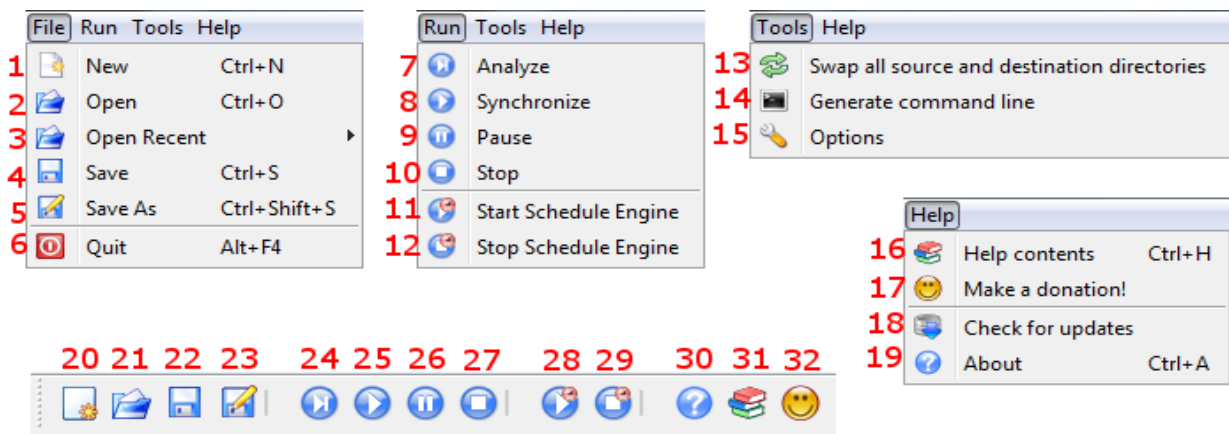 File Run Tools Help
1 New Ctrl+N
2 Open Ctrl+O
3 Open Recent
4 Save Ctrl+S
5 Save As Ctrl+Shift+S
6 Quit Alt+F4
Run Tools Help
7 Analyze
8 Synchronize
9 Pause
10 Stop
11 Start Schedule Engine
12 Stop Schedule Engine
Tools Help
13 Swap all source and destination directories
14 Generate command line
15 Options
Help
16 Help contents Ctrl+H
17 Make a donation!
18 Check for updates
19 About Ctrl+A
20 21 22 23 24 25 26 27 28 29 30 31 32